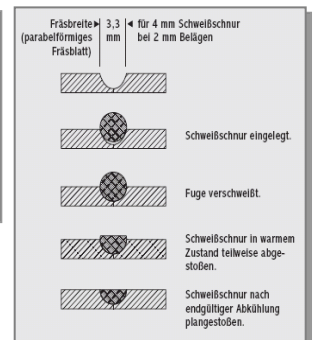 Fräsbreite 3,3 für 4 mm Schweißschnur
(parabelförmiges mm bei 2 mm Belägen
Fräsblatt)
Schweißschnur eingelegt.
Fuge verschweißt.
Schweißschnur in warmem
Zustand teilweise abge-
stoßen.
Schweißschnur nach
endgültiger Abkühlung
plangestoßen.